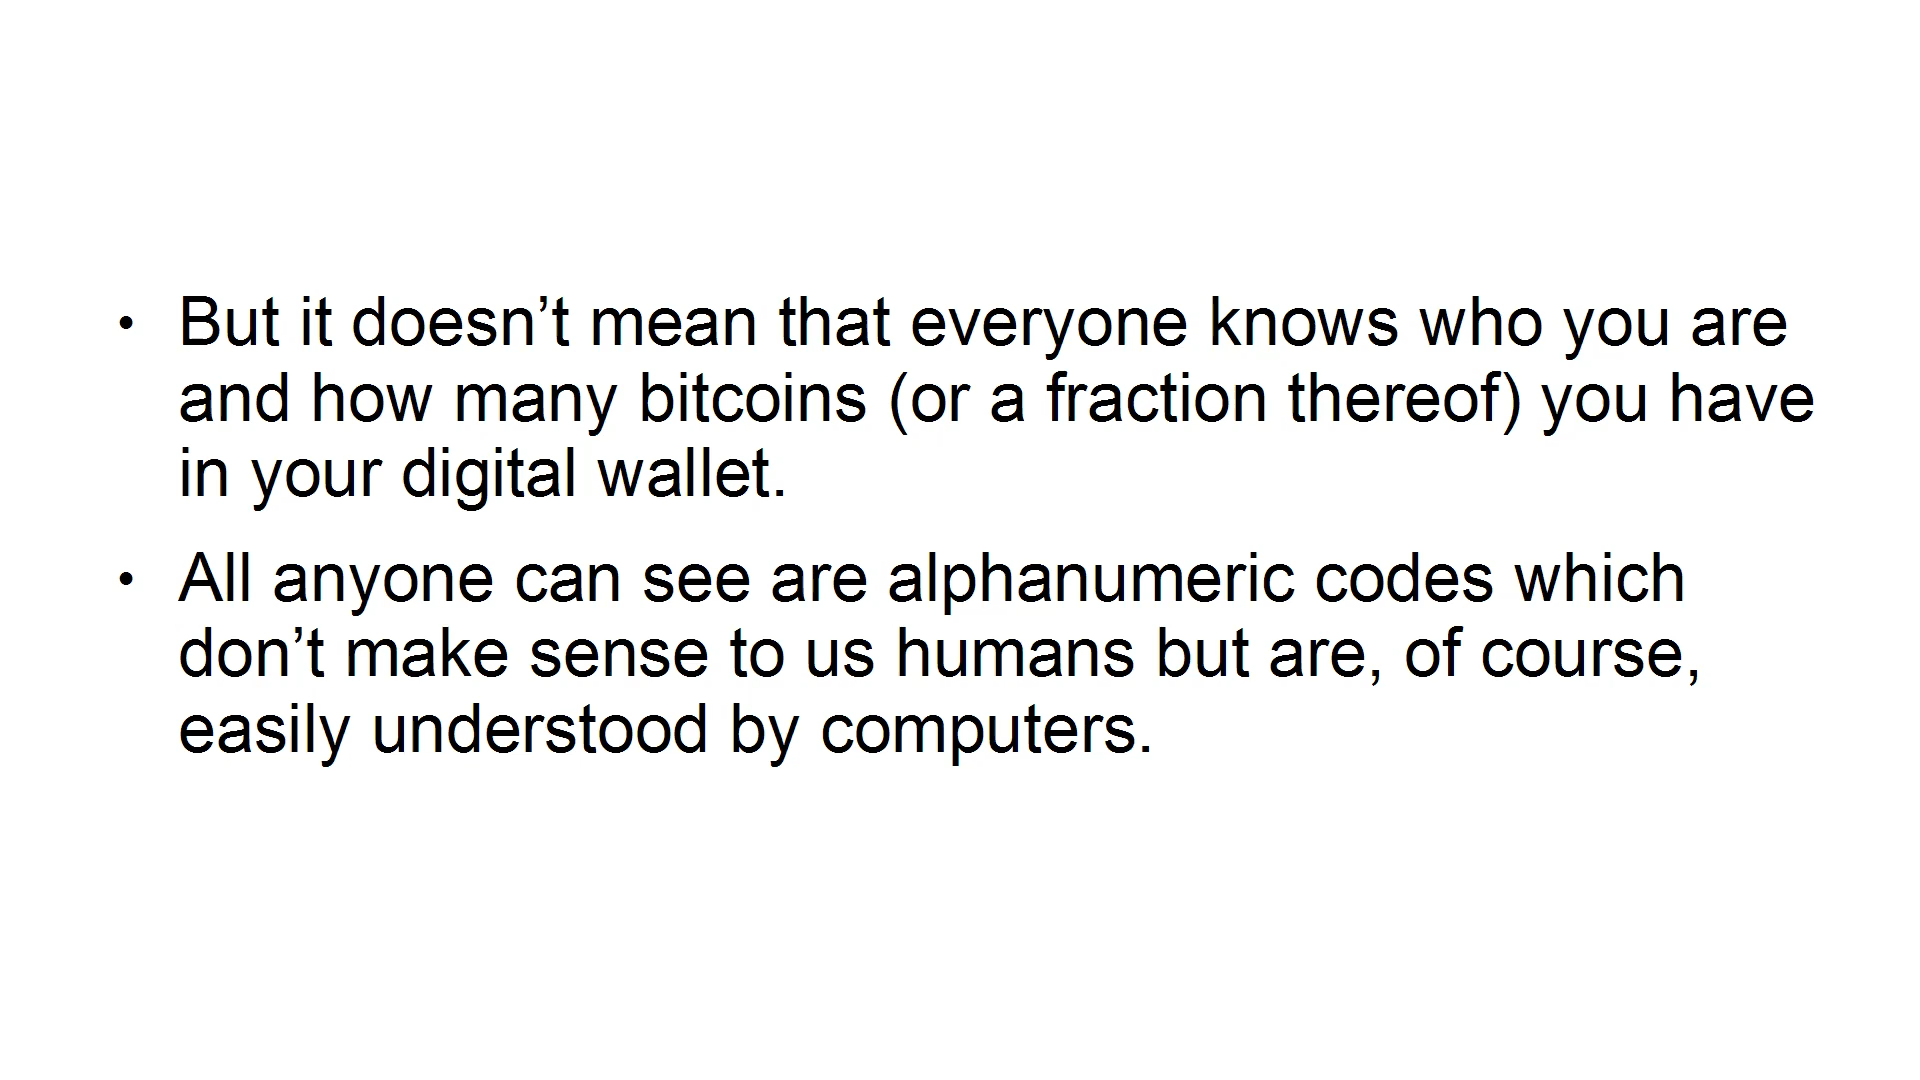 • But it doesn’t mean that everyone knows who you are
and how many bitcoins (or a fraction thereof) you have
in your digital wallet.
• All anyone can see are alphanumeric codes which
don’t make sense to us humans but are, of course,
easily understood by computers.